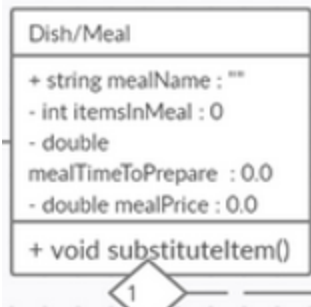 Dish/Meal
+ string mealName : ""
- int itemsInMeal : 0
- double
mealTimeToPrepare : 0.0
- double mealPrice : 0.0
+ void substituteItem()
1